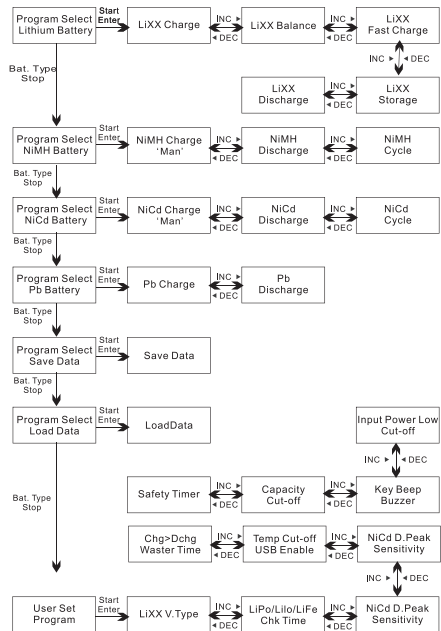 Program Select
Lithium Battery
Start
Enter
LiXX Charge
INC ►
◄ DEC
LiXX Balance
INC ►
◄ DEC
LiXX
Fast Charge
INC ►
◄ DEC
Bat. Type
Stop
LiXX
Discharge
INC ►
◄ DEC
LiXX
Storage
Program Select
NiMH Battery
Start
Enter
NiMH Charge
‘Man’
INC ►
◄ DEC
NiMH
Discharge
INC ►
◄ DEC
NiMH
Cycle
Bat. Type
Stop
Program Select
NiCd Battery
Start
Enter
NiCd Charge
‘Man’
INC ►
◄ DEC
NiCd
Discharge
INC ►
◄ DEC
NiCd
Cycle
Bat. Type
Stop
Program Select
Pb Battery
Start
Enter
Pb Charge
INC ►
◄ DEC
Pb
Discharge
Bat. Type
Stop
Program Select
Save Data
Start
Enter
Save Data
Bat. Type
Stop
Program Select
Load Data
Start
Enter
LoadData
Input Power Low
Cut-off
INC ►
◄ DEC
Bat. Type
Stop
Safety Timer
INC ►
◄ DEC
Capacity
Cut-off
INC ►
◄ DEC
Key Beep
Buzzer
Chg>Dchg
Waster Time
INC ►
◄ DEC
Temp Cut-off
USB Enable
INC ►
◄ DEC
NiCd D.Peak
Sensitivity
INC ►
◄ DEC
User Set
Program
Start
Enter
LiXX V.Type
INC ►
◄ DEC
LiPo/LiIo/LiFe
Chk Time
INC ►
◄ DEC
NiCd D.Peak
Sensitivity